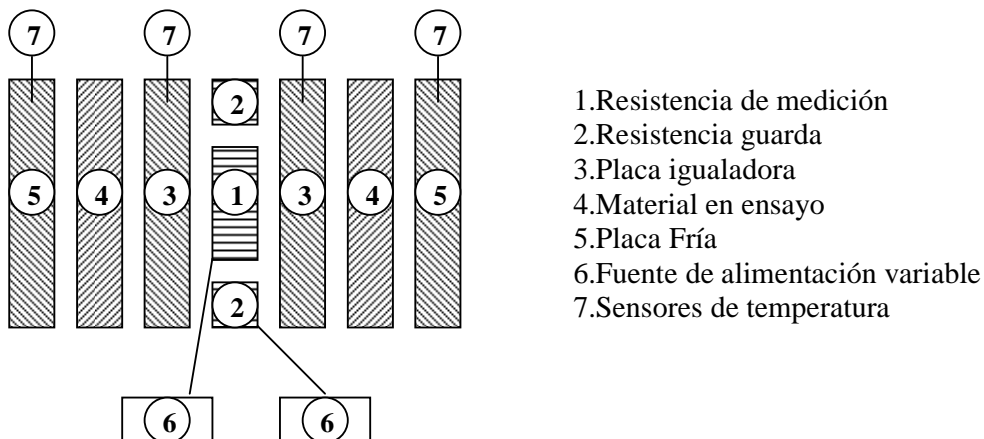 7 7 7 7
2
5 4 3 1 3 4 5
2
6 6
1.Resistencia de medición
2.Resistencia guarda
3.Placa igualadora
4.Material en ensayo
5.Placa Fría
6.Fuente de alimentación variable
7.Sensores de temperatura